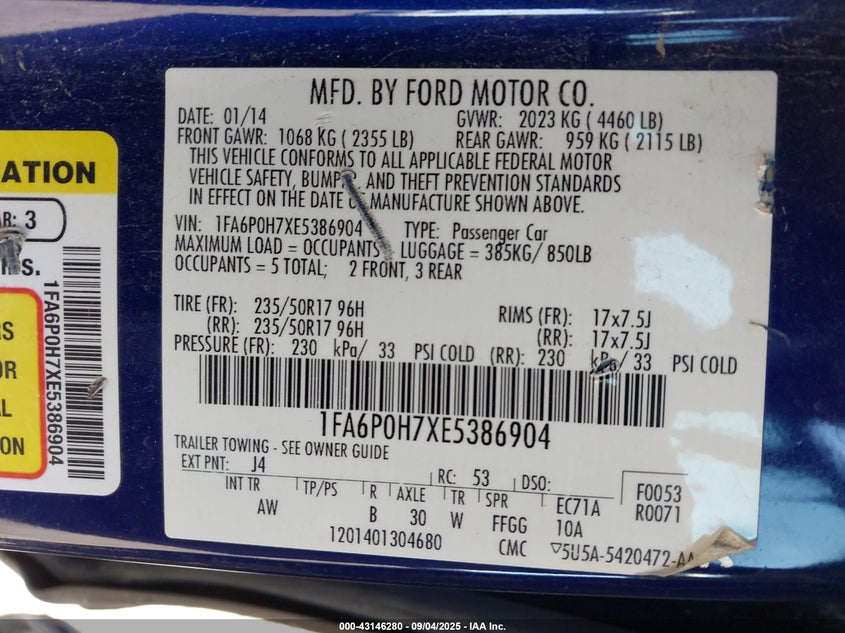 MFD. BY FORD MOTOR CO.
DATE: 01/14 GVWR: 2023 KG ( 4460 LB)
FRONT GAWR: 1068 KG ( 2355 LB) REAR GAWR: 959 KG ( 2115 LB)
THIS VEHICLE CONFORMS TO ALL APPLICABLE FEDERAL MOTOR
VEHICLE SAFETY, AND THEFT PREVENTION STANDARDS
IN EFFECT ON THE DATE MANUFACTURE SHOWN ABOVE.
VIN: 1FA6P0H7XE5386904 TYPE: Passenger Car
MAXIMUM LOAD = OCCUPANTS LUGGAGE = 385KG/ 850LB
OCCUPANTS = 5 TOTAL; 2 FRONT, 3 REAR
TIRE (FR): 235/50R17 96H RIMS (FR): 17x7.5J
(RR): 235/50R17 96H (RR): 17x7.5J
PRESSURE (FR): 230 kPa/ 33 PSI COLD (RR): 230 kPa/ 33 PSI COLD
1FA6P0H7XE5386904
TRAILER TOWING - SEE OWNER GUIDE
EXT PNT: J4 RC: 53 DSO: F0053
INT TR TP/PS R AXLE TR SPR EC71A R0071
AW B 30 W FFGG 10A
1201401304680 CMC 5U5A-5420472-AA
ATION
AR: 3
S.
1FA6P0H7XE5386904
RS
OR
AL
ION
000-43146280 - 09/04/2025 - IAA Inc.